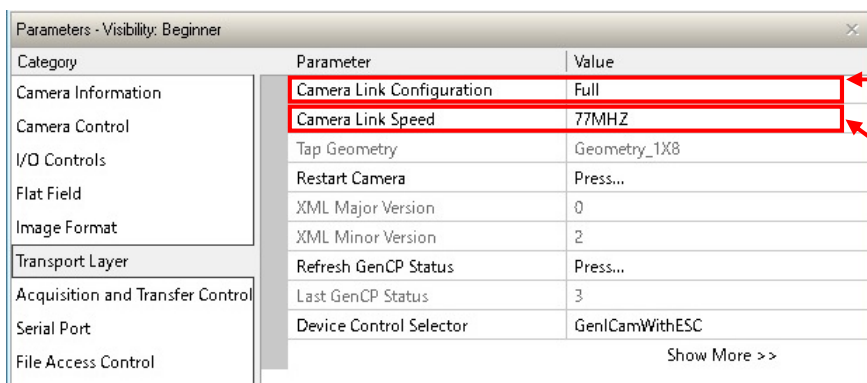 Parameters - Visibility: Beginner
Category Parameter Value
Camera Information Camera Link Configuration Full
Camera Control Camera Link Speed 77MHZ
I/O Controls Tap Geometry Geometry_1X8
Flat Field Restart Camera Press...
Image Format XML Major Version 0
XML Minor Version 2
Transport Layer Refresh GenCP Status Press...
Acquisition and Transfer Control Last GenCP Status 3
Serial Port Device Control Selector GenICamWithESC
File Access Control Show More >>